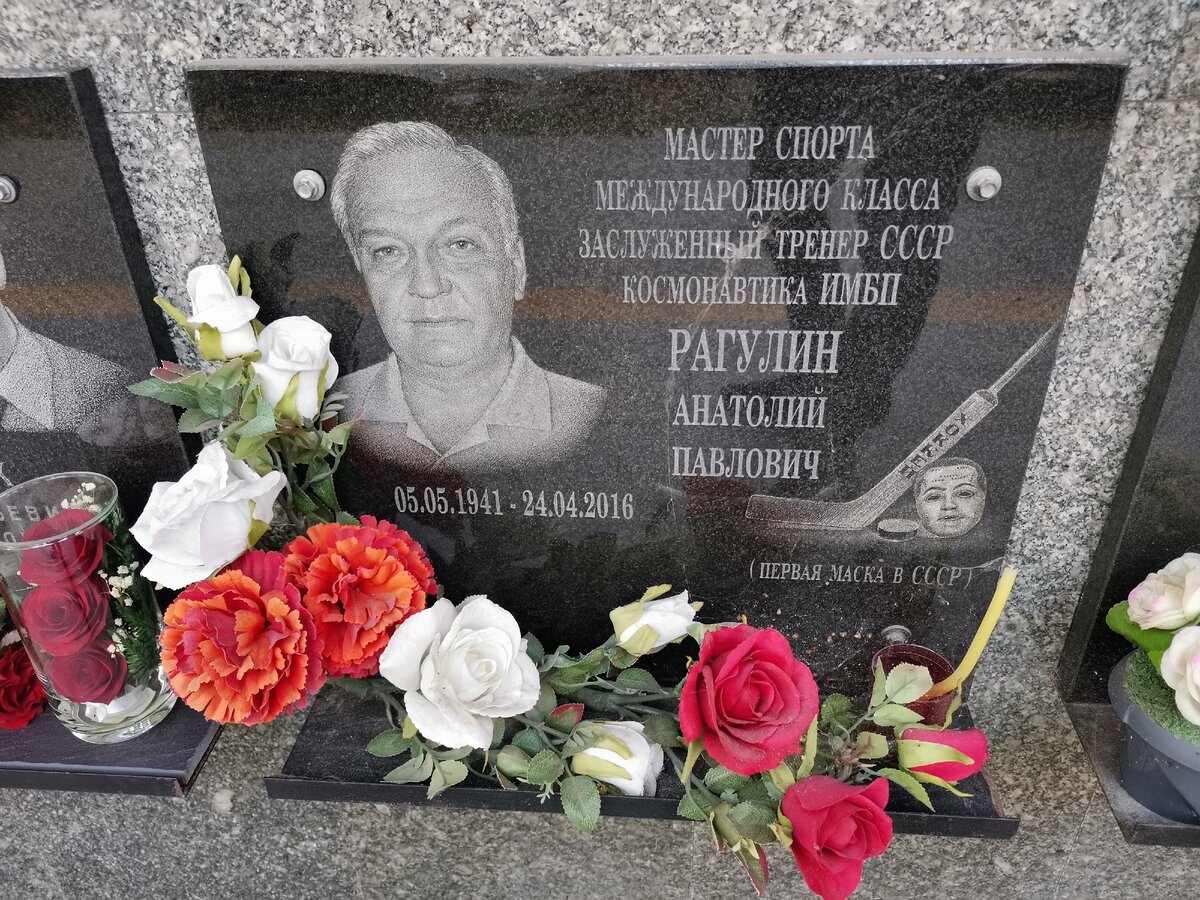 МАСТЕР СПОРТА
МЕЖДУНАРОДНОГО КЛАССА
ЗАСЛУЖЕННЫЙ ТРЕНЕР СССР
КОСМОНАВТИКА ИМБП
РАГУЛИН
АНАТОЛИЙ
ПАВЛОВИЧ
05.05.1941 - 24.04.2016
(ПЕРВАЯ МАСКА В СССР)